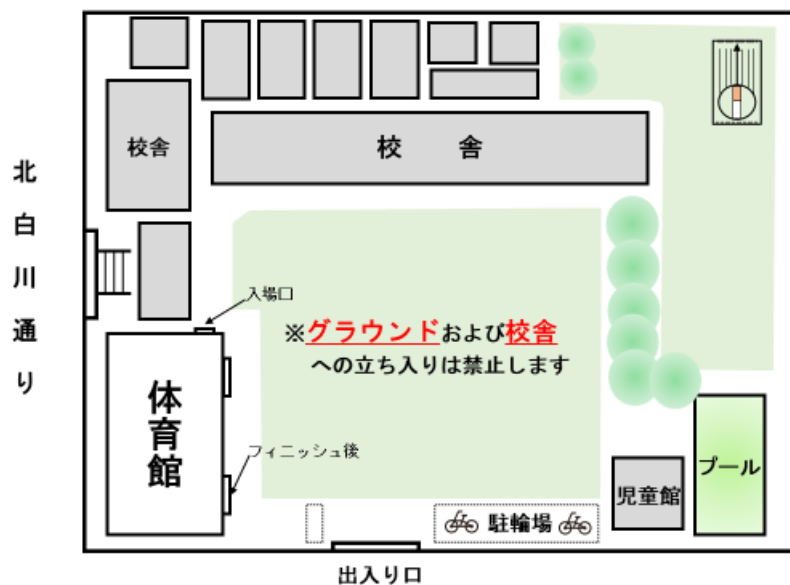 校舎
校　舎
北白川通り
入場口
※グラウンドおよび校舎
への立ち入りは禁止します
体育館
フィニッシュ後
プール
児童館
駐輪場
出入り口